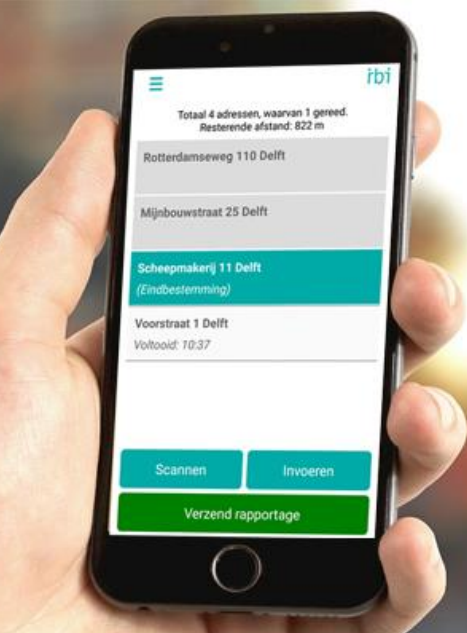 rbi
Totaal 4 adressen, waarvan 1 gereed.
Resterende afstand: 822 m
Rotterdamseweg 110 Delft
Mijnbouwstraat 25 Delft
Scheepmakerij 11 Delft
(Eindbestemming)
Voorstraat 1 Delft
Voltooid: 10:37
Scannen
Invoeren
Verzend rapportage